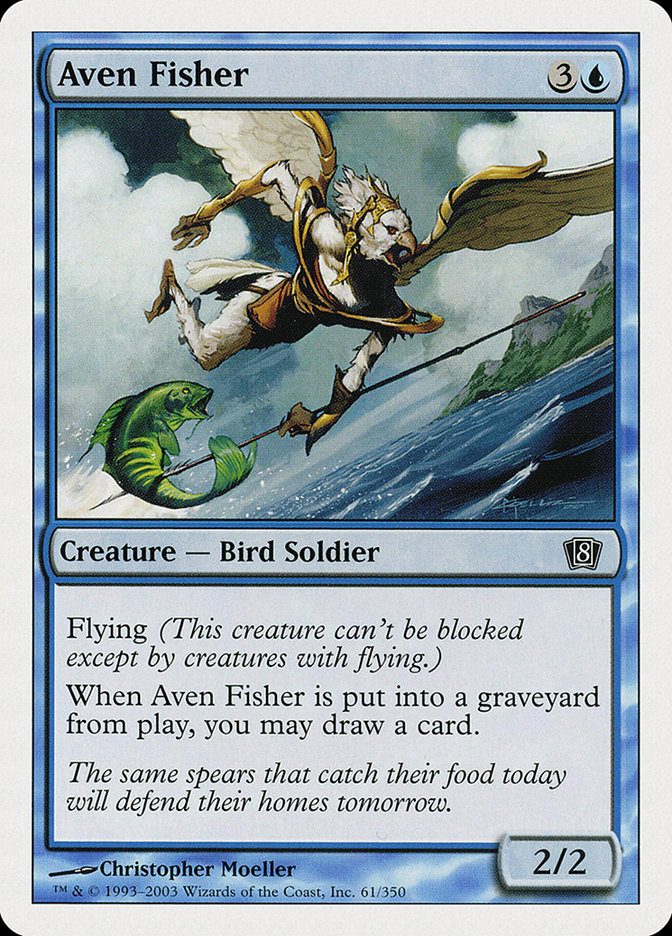 Aven Fisher 3
Creature — Bird Soldier 8
Flying (This creature can't be blocked
except by creatures with flying.)
When Aven Fisher is put into a graveyard
from play, you may draw a card.
The same spears that catch their food today
will defend their homes tomorrow.
2/2
Christopher Moeller
™ & © 1993–2003 Wizards of the Coast, Inc. 61/350